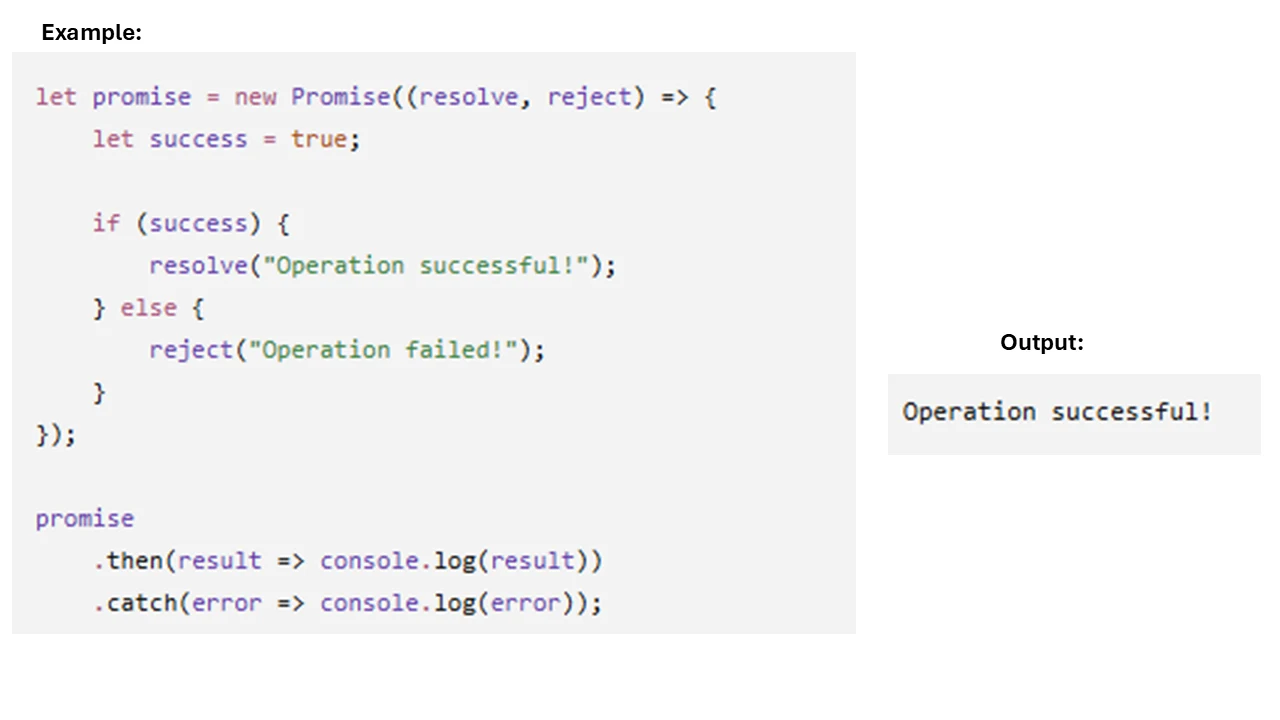 Example:
let promise = new Promise((resolve, reject) => {
    let success = true;

    if (success) {
        resolve("Operation successful!");
    } else {
        reject("Operation failed!");
    }
});

promise
    .then(result => console.log(result))
    .catch(error => console.log(error));
Output:
Operation successful!